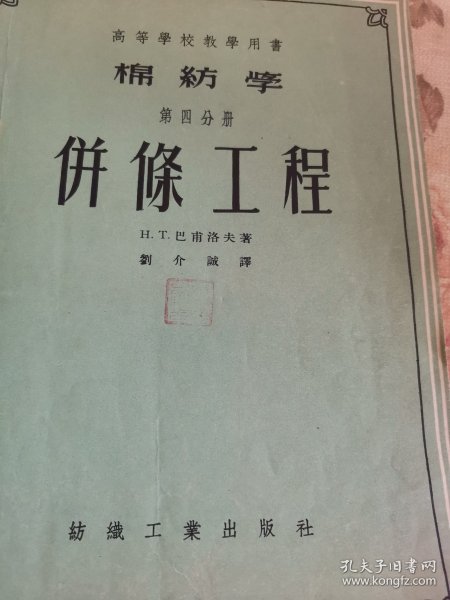 高等學校教學用書
棉紡学
第四分册
併條工程
H.T.巴甫洛夫著
劉介誠譯
紡織工業出版社
孔夫子旧书网
www.kongfz.com